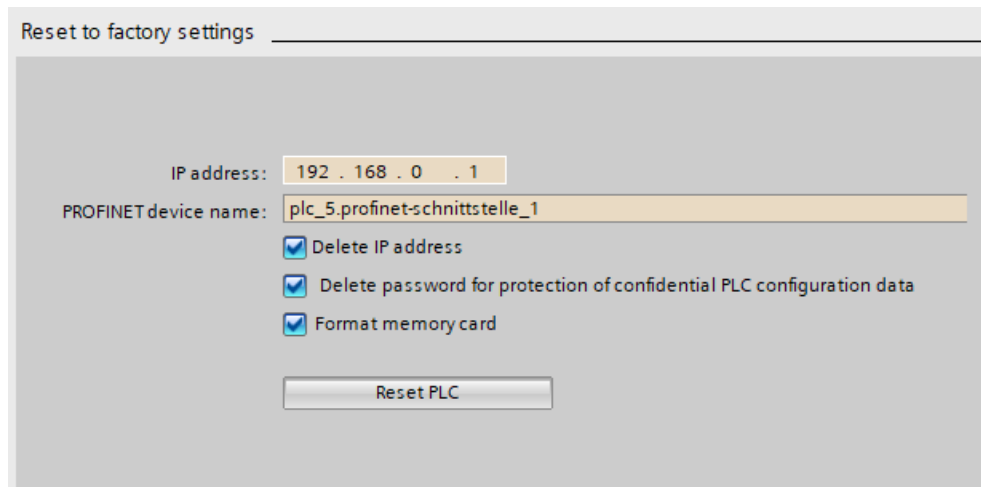 Reset to factory settings
IP address: 192 . 168 . 0 . 1
PROFINET device name: plc_5.profinet-schnittstelle_1
Delete IP address
Delete password for protection of confidential PLC configuration data
Format memory card
Reset PLC